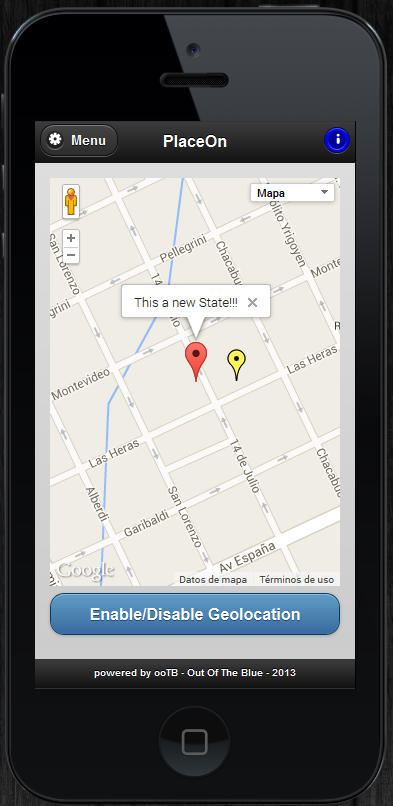 Menu
PlaceOn
i
Mapa
San Lorenzo
Pellegrini
Chacabuco
Hipólito Yrigoyen
Monte
grini
14 de Julio
This a new State!!!
+
−
R
Las Heras
Montevideo
Las Heras
Alberdi
San Lorenzo
14 de Julio
Chacabuc
Garibaldi
Av España
Google
Datos de mapa
Términos de uso
Enable/Disable Geolocation
powered by ooTB - Out Of The Blue - 2013